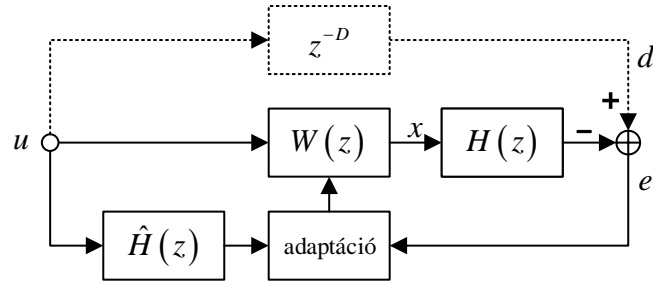 z^{-D}
d
+
u
W(z)
x
H(z)
−
e
Ĥ(z)
adaptáció